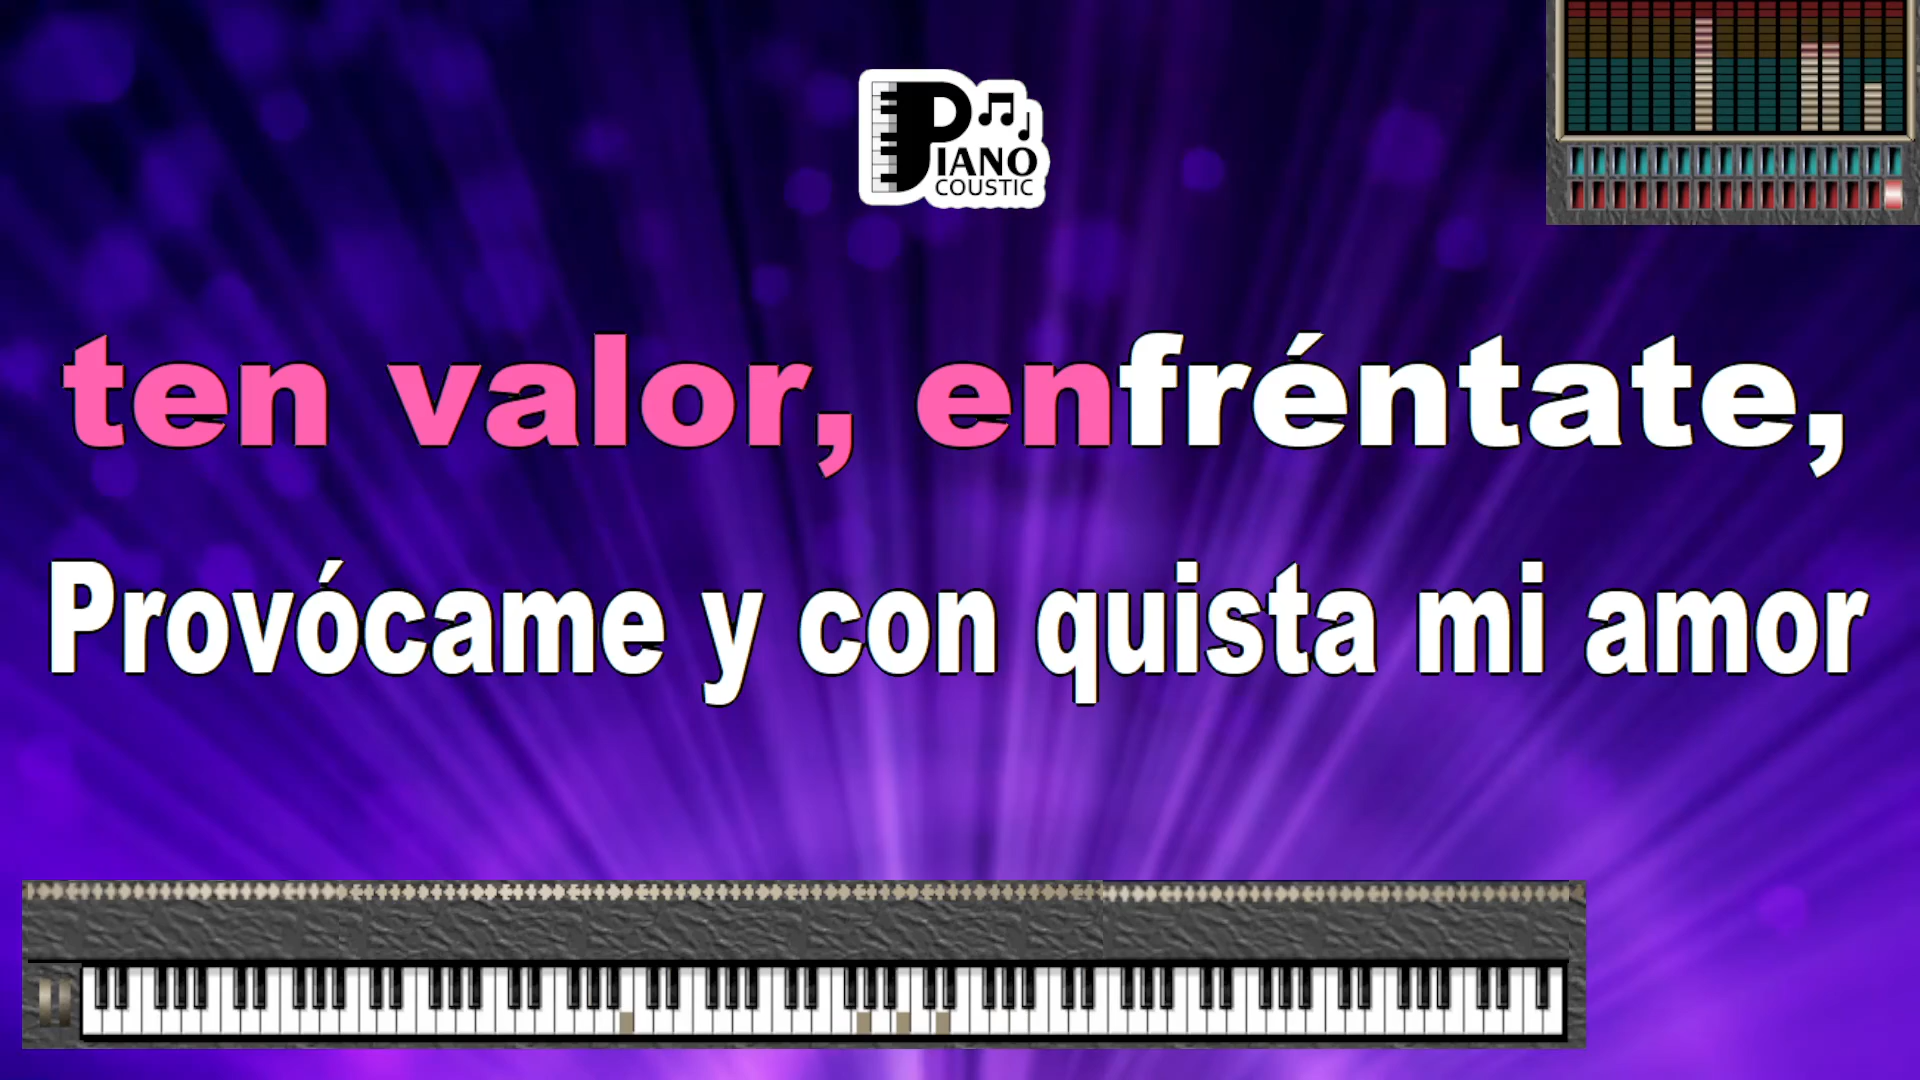 PIANO
COUSTIC
ten valor, enfréntate,
Provócame y con quista mi amor